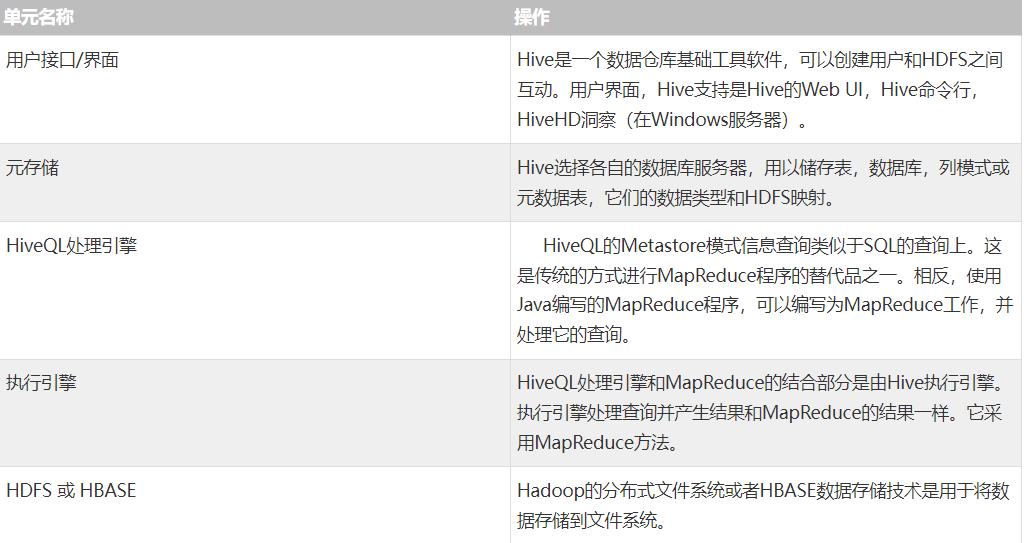 单元名称
操作
用户接口/界面
Hive是一个数据仓库基础工具软件，可以创建用户和HDFS之间
互动。用户界面，Hive支持是Hive的Web UI，Hive命令行，
HiveHD洞察（在Windows服务器）。
元存储
Hive选择各自的数据库服务器，用以储存表，数据库，列模式或
元数据表，它们的数据类型和HDFS映射。
HiveQL处理引擎
HiveQL的Metastore模式信息查询类似于SQL的查询上。这
是传统的方式进行MapReduce程序的替代品之一。相反，使用
Java编写的MapReduce程序，可以编写为MapReduce工作，并
处理它的查询。
执行引擎
HiveQL处理引擎和MapReduce的结合部分是由Hive执行引擎。
执行引擎处理查询并产生结果和MapReduce的结果一样。它采
用MapReduce方法。
HDFS 或 HBASE
Hadoop的分布式文件系统或者HBASE数据存储技术是用于将数
据存储到文件系统。